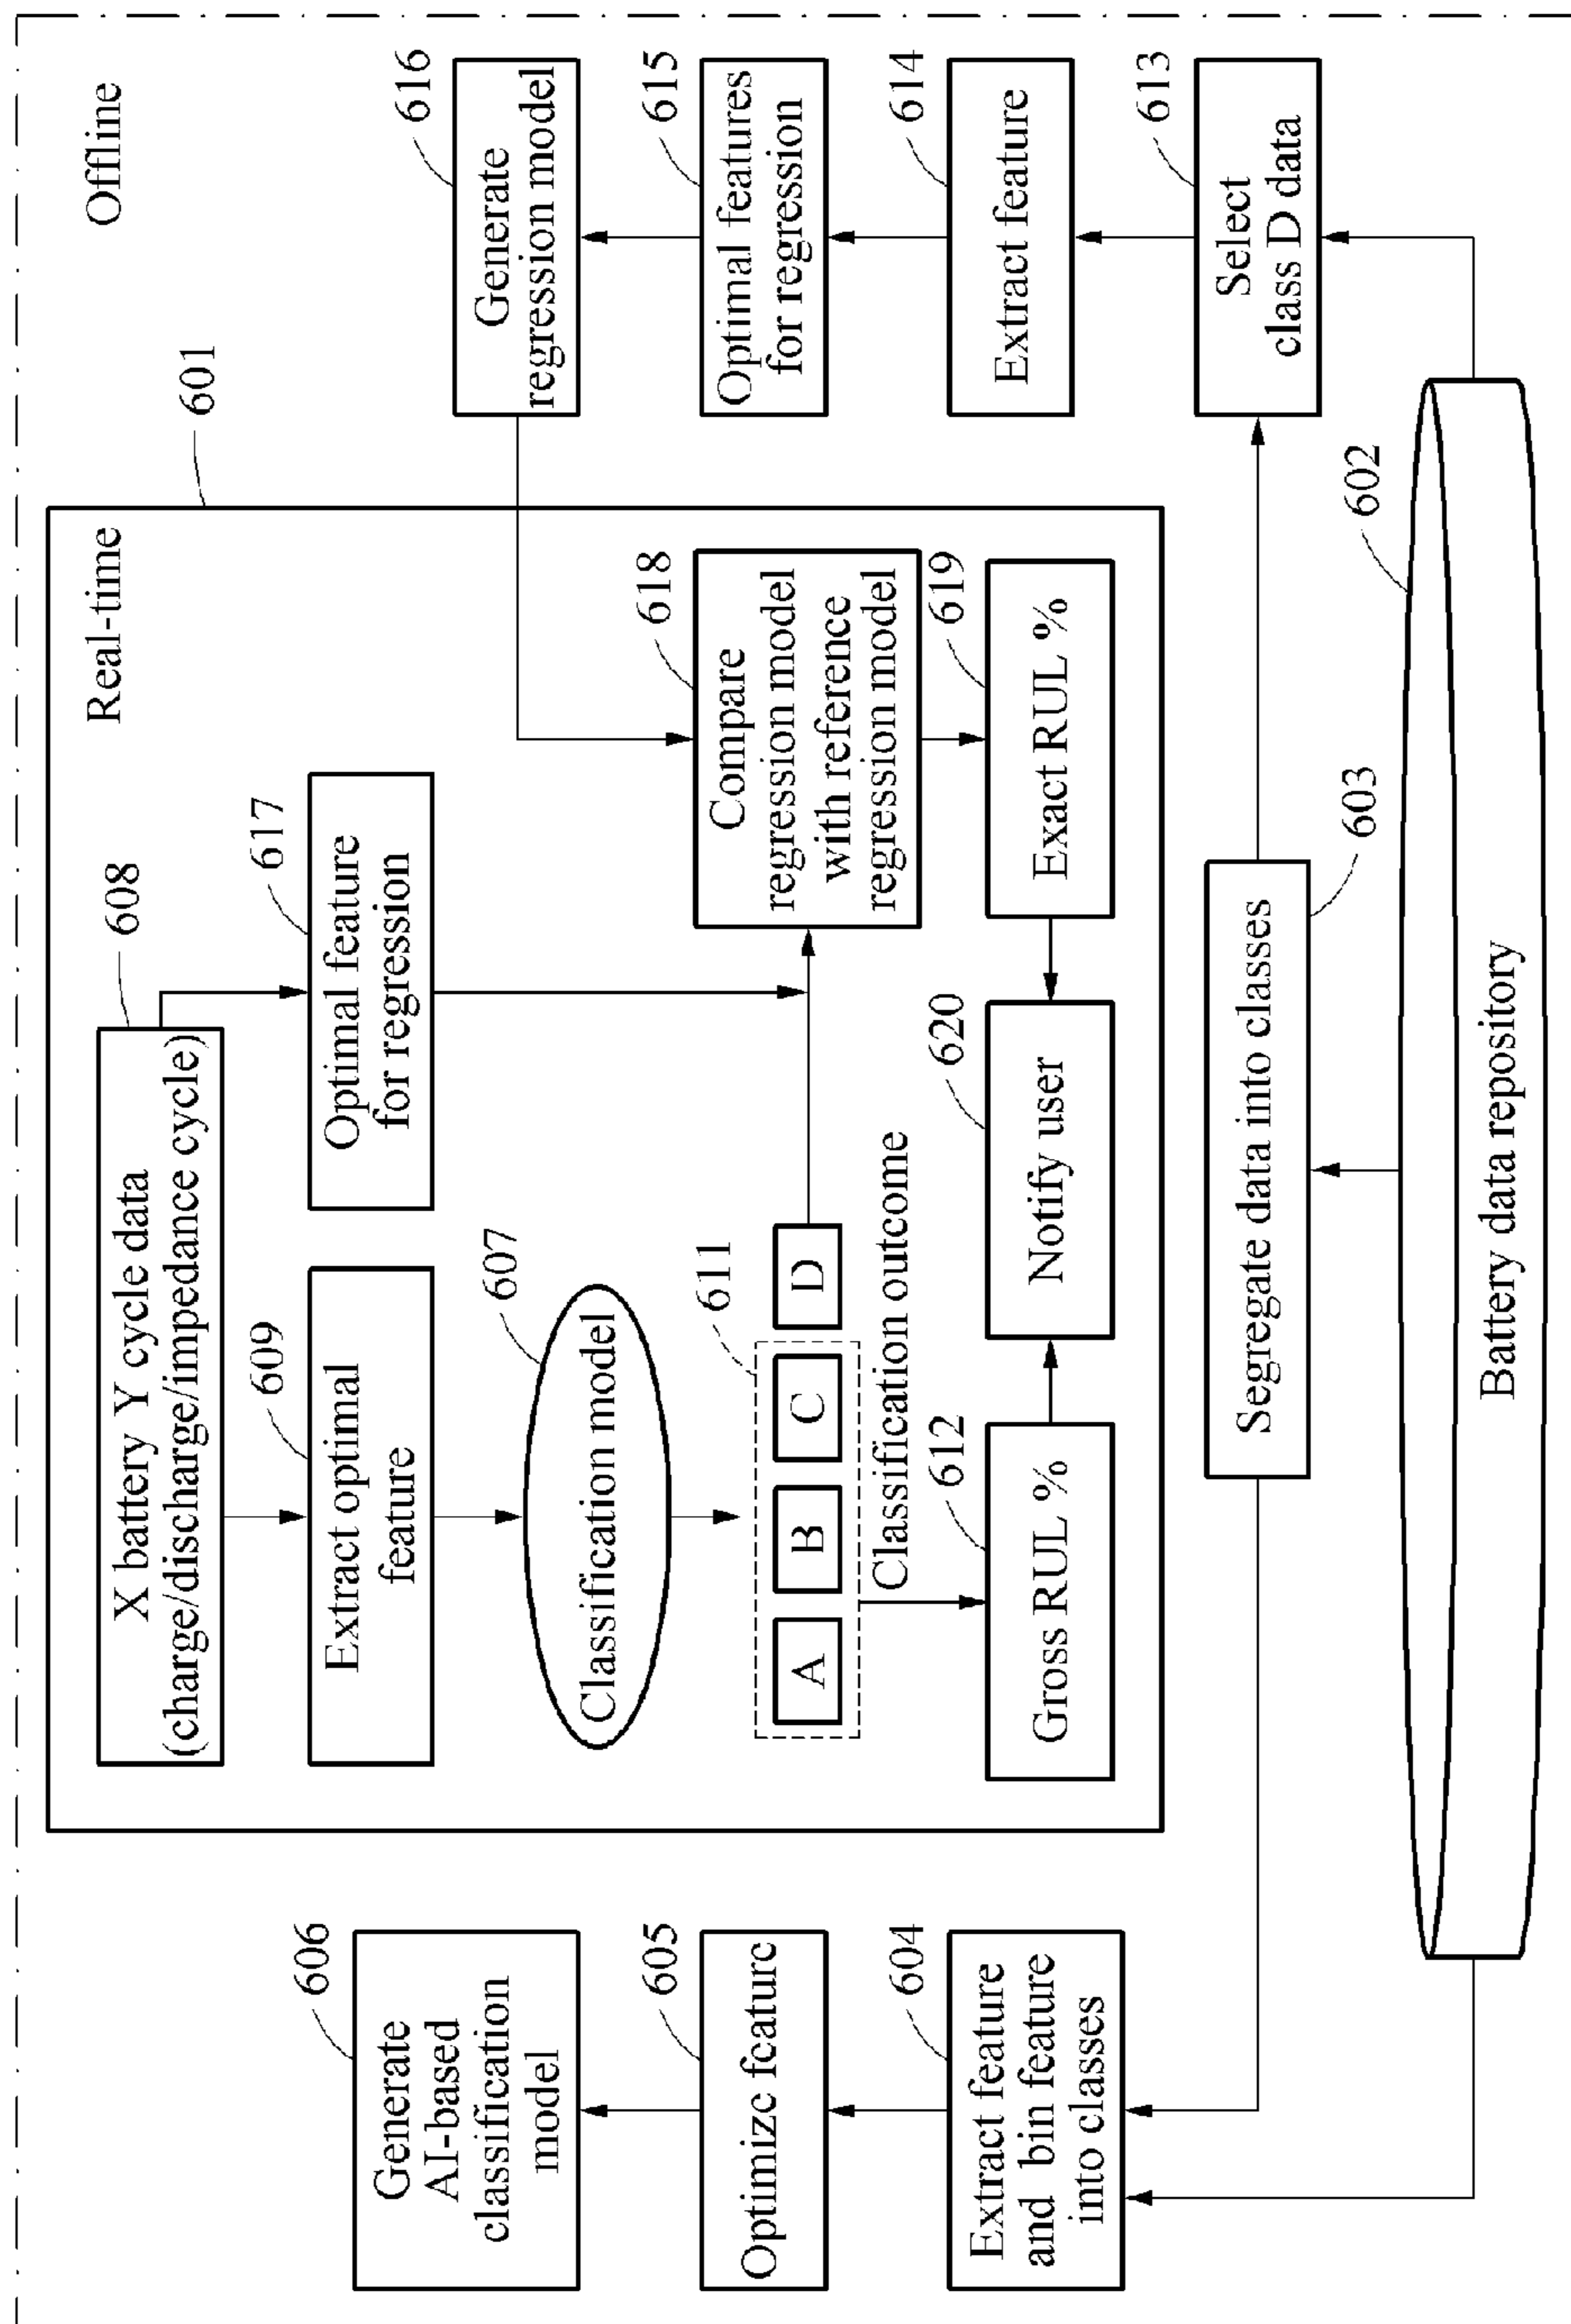 Real-time
Offline
601
X battery Y cycle data
(charge/discharge/impedance cycle)
608
Extract optimal
feature
609
Optimal feature
for regression
617
Classification model
607
A
B
C
D
611
Classification outcome
Gross RUL %
612
Notify user
620
Compare
regression model
with reference
regression model
618
Exact RUL %
619
Generate
AI-based
classification
model
606
Optimize feature
605
Extract feature
and bin feature
into classes
604
Generate
regression model
616
Optimal features
for regression
615
Extract feature
614
Select
class D data
613
Segregate data into classes
603
Battery data repository
602